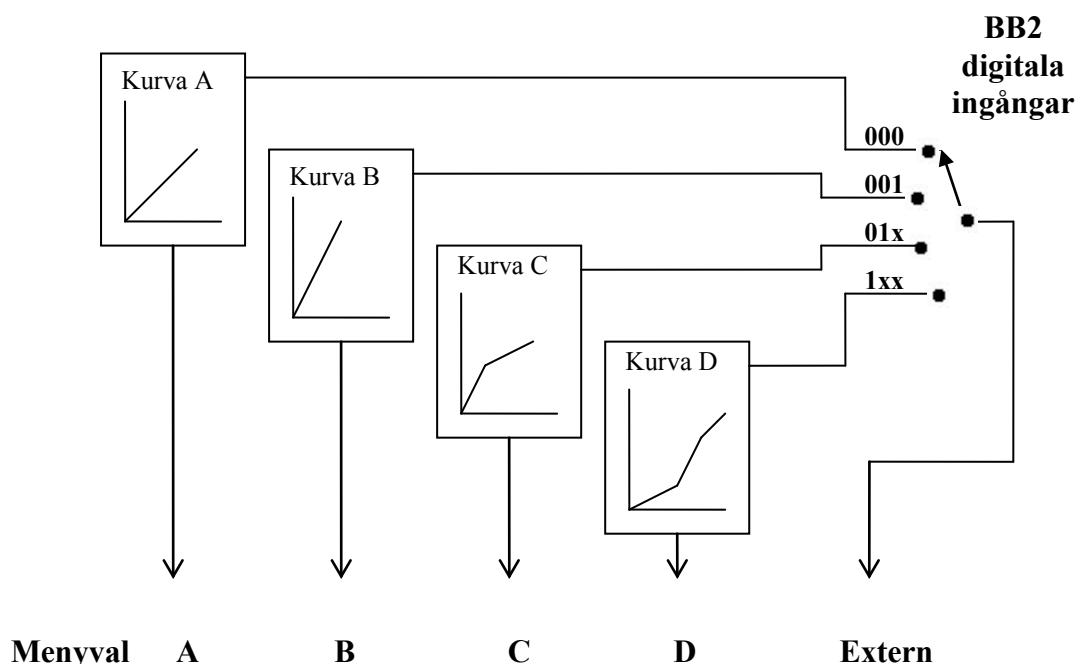 BB2
digitala
ingångar
Kurva A
000
Kurva B
001
01x
Kurva C
1xx
Kurva D
Menyval A B C D Extern